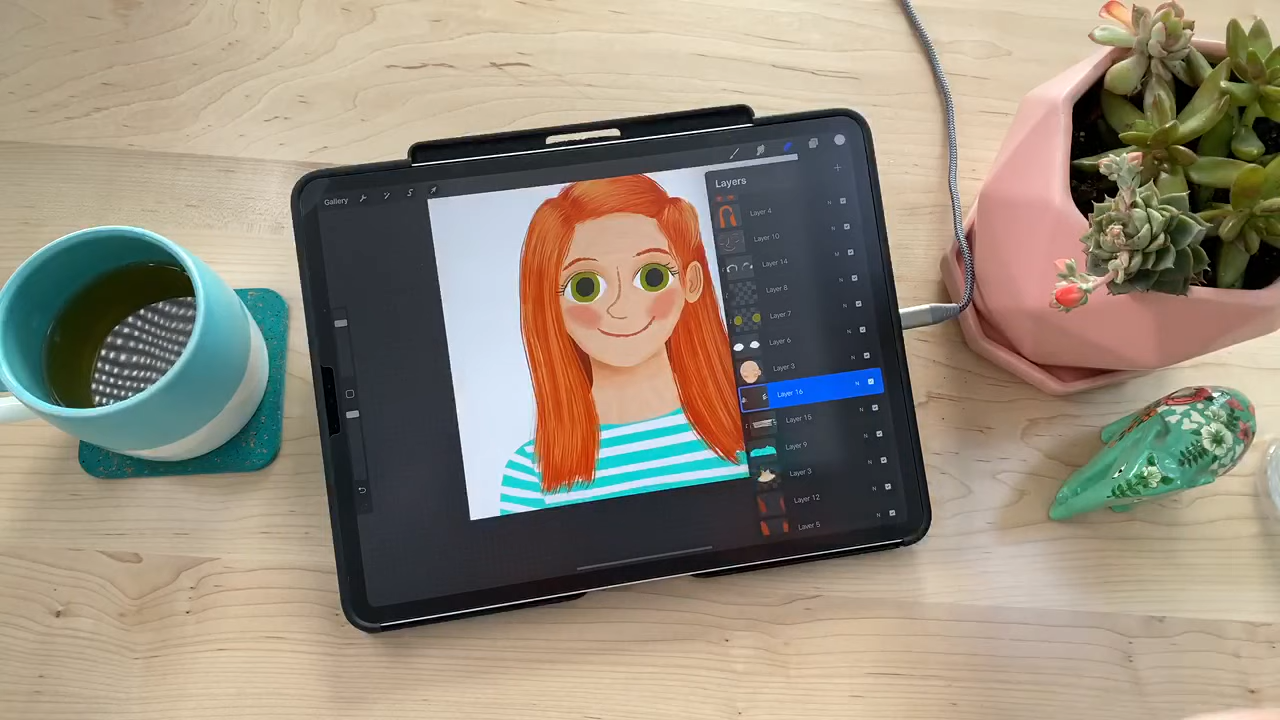 Gallery
Layers
Layer 4 N
Layer 10 N
Layer 14 M
Layer 8 N
Layer 7 N
Layer 6 N
Layer 3 N
Layer 16 N
Layer 15 N
Layer 9 N
Layer 3 N
Layer 12 N
Layer 5 N